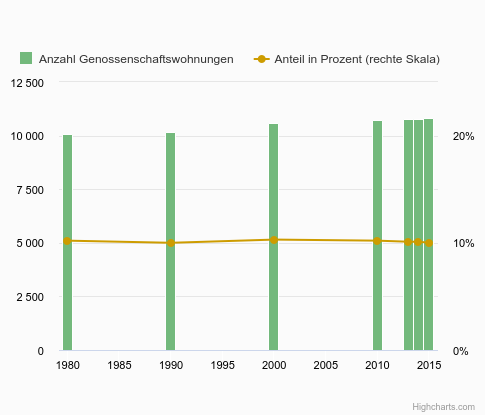 Anzahl Genossenschaftswohnungen Anteil in Prozent (rechte Skala)
12 500
10 000 20%
7 500
5 000 10%
2 500
0 0%
1980 1985 1990 1995 2000 2005 2010 2015
Highcharts.com